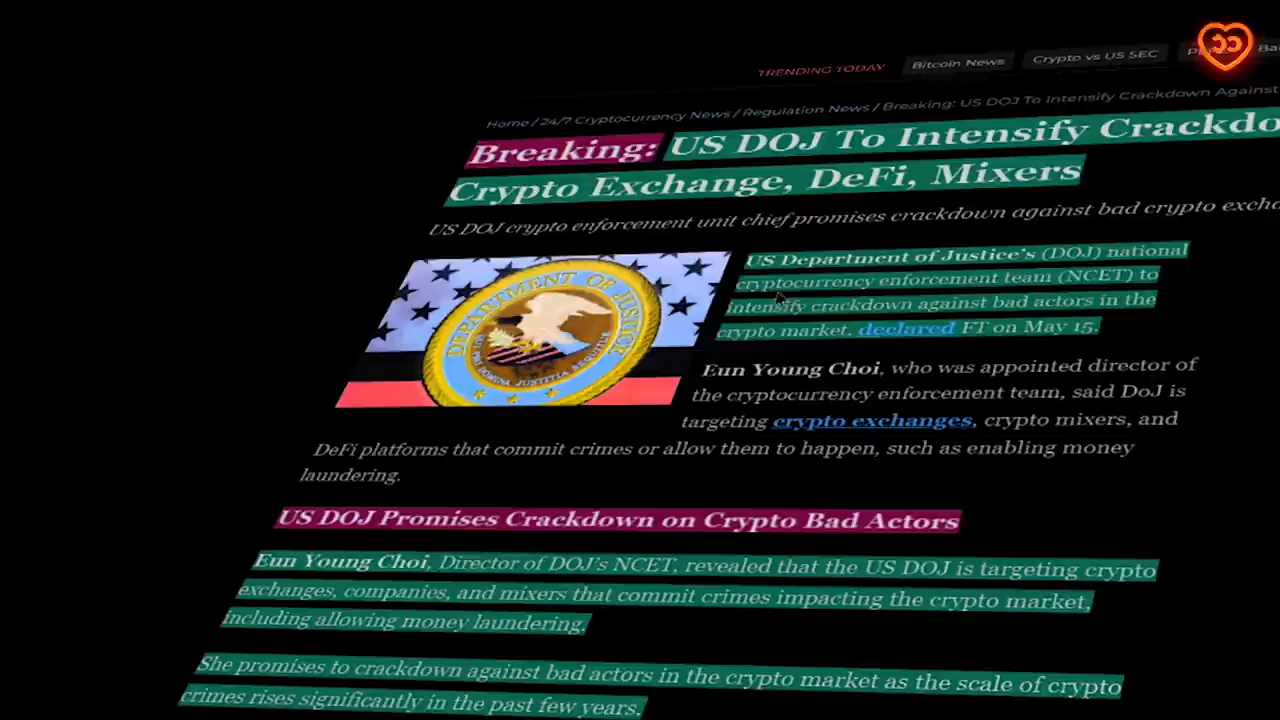 TRENDING TODAY Bitcoin News Crypto vs US SEC
Home / 24/7 Cryptocurrency News / Regulation News / Breaking: US DOJ To Intensify Crackdown Against
Breaking: US DOJ To Intensify Crackdo
Crypto Exchange, DeFi, Mixers
US DOJ crypto enforcement unit chief promises crackdown against bad crypto excha
DEPARTMENT OF JUSTICE
US Department of Justice's (DOJ) national
cryptocurrency enforcement team (NCET) to
intensify crackdown against bad actors in the
crypto market, declared FT on May 15.
Eun Young Choi, who was appointed director of
the cryptocurrency enforcement team, said DoJ is
targeting crypto exchanges, crypto mixers, and
DeFi platforms that commit crimes or allow them to happen, such as enabling money
laundering.
US DOJ Promises Crackdown on Crypto Bad Actors
Eun Young Choi, Director of DOJ's NCET, revealed that the US DOJ is targeting crypto
exchanges, companies, and mixers that commit crimes impacting the crypto market,
including allowing money laundering.
She promises to crackdown against bad actors in the crypto market as the scale of crypto
crimes rises significantly in the past few years.